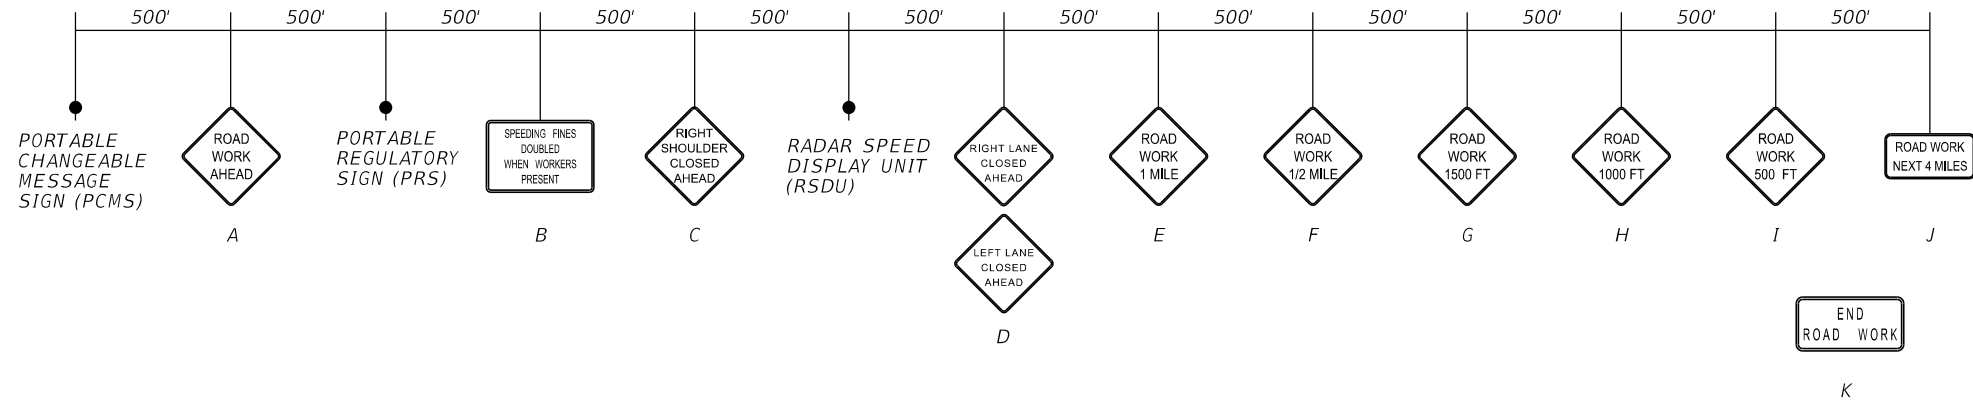 500' 500' 500' 500' 500' 500' 500' 500' 500' 500' 500' 500'
PORTABLE
CHANGEABLE
MESSAGE
SIGN (PCMS)
ROAD
WORK
AHEAD
A
PORTABLE
REGULATORY
SIGN (PRS)
SPEEDING FINES
DOUBLED
WHEN WORKERS
PRESENT
B
RIGHT
SHOULDER
CLOSED
AHEAD
C
RADAR SPEED
DISPLAY UNIT
(RSDU)
RIGHT LANE
CLOSED
AHEAD
LEFT LANE
CLOSED
AHEAD
D
ROAD
WORK
1 MILE
E
ROAD
WORK
1/2 MILE
F
ROAD
WORK
1500 FT
G
ROAD
WORK
1000 FT
H
ROAD
WORK
500 FT
I
ROAD WORK
NEXT 4 MILES
J
END
ROAD WORK
K